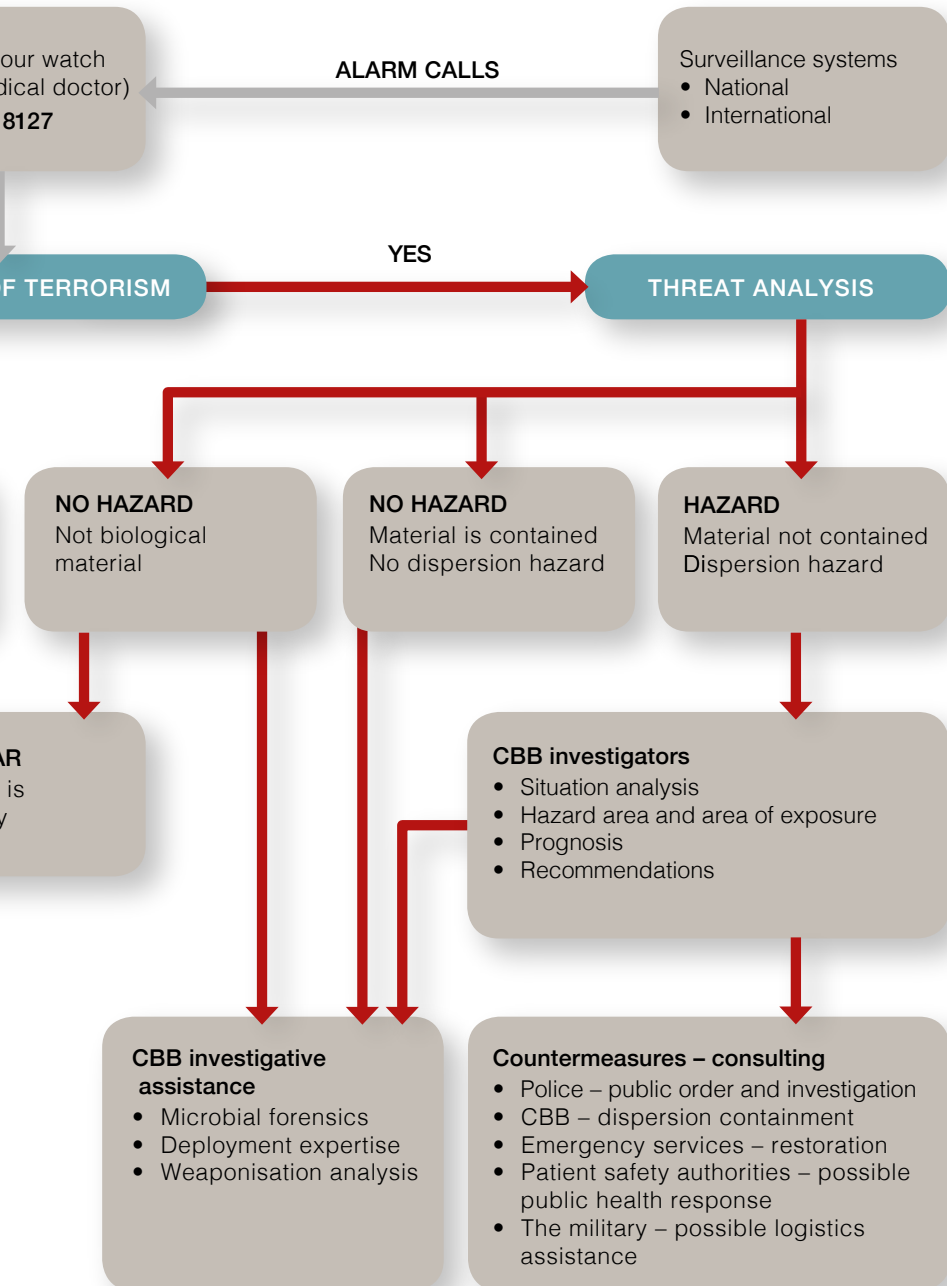 our watch
dical doctor)
8127
ALARM CALLS
Surveillance systems
• National
• International
OF TERRORISM
YES
THREAT ANALYSIS
NO HAZARD
Not biological
material
NO HAZARD
Material is contained
No dispersion hazard
HAZARD
Material not contained
Dispersion hazard
AR
is
y
CBB investigators
• Situation analysis
• Hazard area and area of exposure
• Prognosis
• Recommendations
CBB investigative
assistance
• Microbial forensics
• Deployment expertise
• Weaponisation analysis
Countermeasures – consulting
• Police – public order and investigation
• CBB – dispersion containment
• Emergency services – restoration
• Patient safety authorities – possible
public health response
• The military – possible logistics
assistance